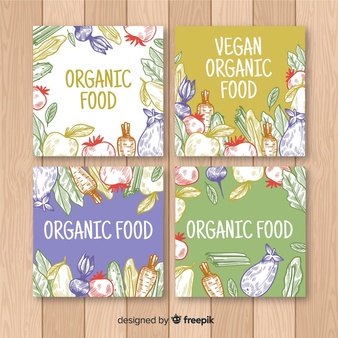 ORGANIC
FOOD
VEGAN
ORGANIC
FOOD
ORGANIC FOOD
ORGANIC FOOD
designed by freepik